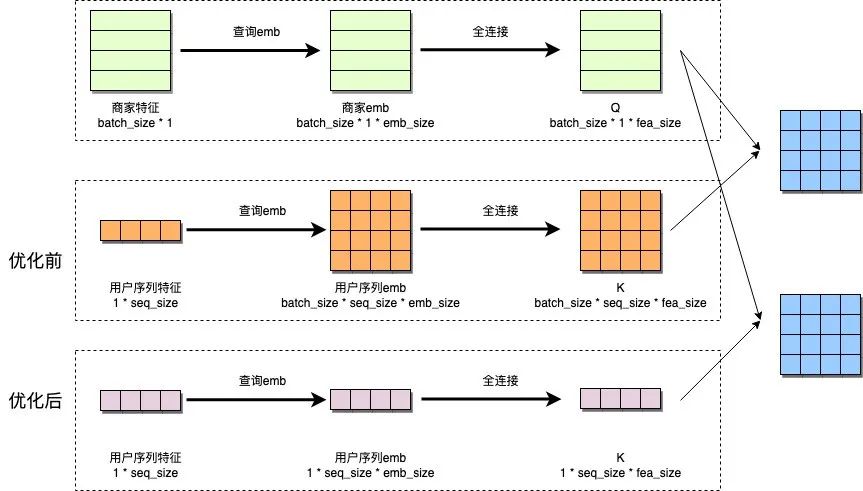 查询emb
全连接
商家特征
batch_size * 1
商家emb
batch_size * 1 * emb_size
Q
batch_size * 1 * fea_size
优化前
查询emb
全连接
用户序列特征
1 * seq_size
用户序列emb
batch_size * seq_size * emb_size
K
batch_size * seq_size * fea_size
优化后
查询emb
全连接
用户序列特征
1 * seq_size
用户序列emb
1 * seq_size * emb_size
K
1 * seq_size * fea_size